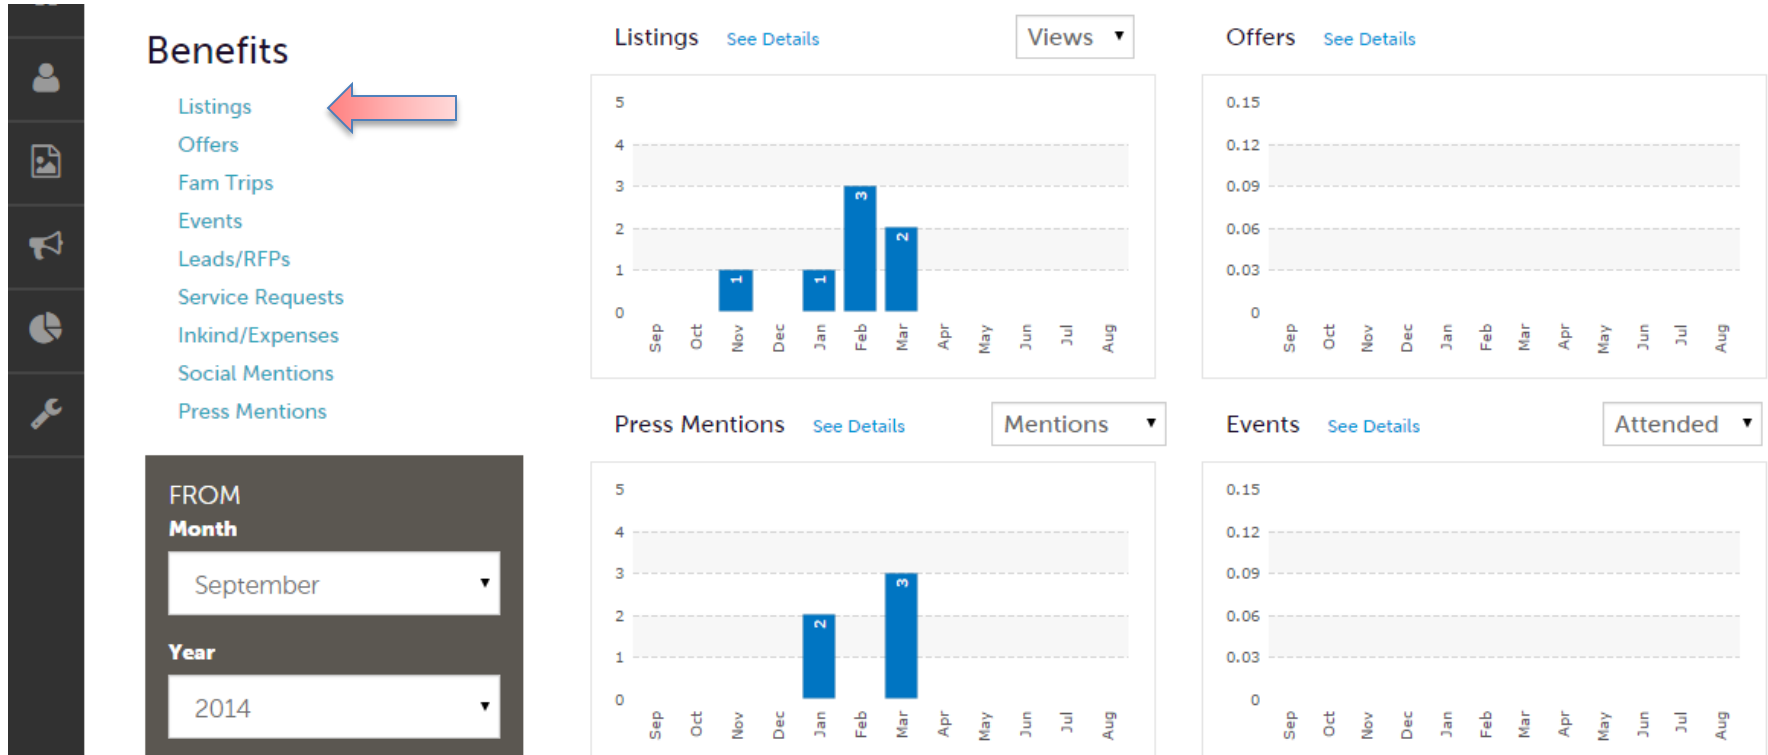 Benefits
Listings
Offers
Fam Trips
Events
Leads/RFPs
Service Requests
Inkind/Expenses
Social Mentions
Press Mentions
FROM
Month
September
Year
2014
Listings See Details Views
5
4
3
2
1
0
1
1
3
2
Sep Oct Nov Dec Jan Feb Mar Apr May Jun Jul Aug
Offers See Details
0.15
0.12
0.09
0.06
0.03
0
Sep Oct Nov Dec Jan Feb Mar Apr May Jun Jul Aug
Press Mentions See Details Mentions
5
4
3
2
1
0
2
3
Sep Oct Nov Dec Jan Feb Mar Apr May Jun Jul Aug
Events See Details Attended
0.15
0.12
0.09
0.06
0.03
0
Sep Oct Nov Dec Jan Feb Mar Apr May Jun Jul Aug